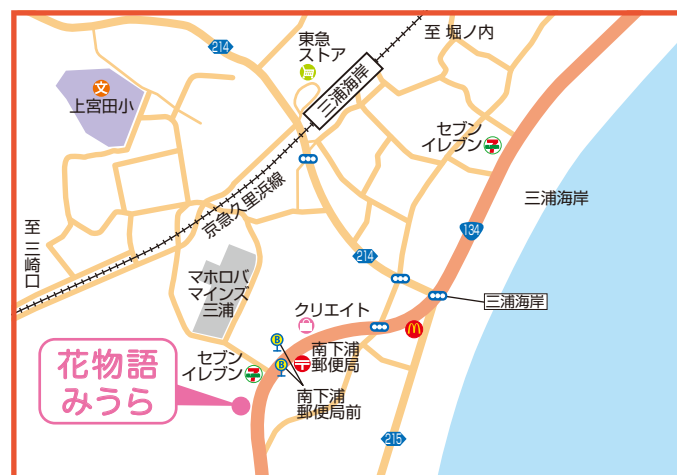 214
東急
ストア
至 堀ノ内
三浦海岸
文
上宮田小
セブン
イレブン
京急久里浜線
三浦海岸
134
至 三崎口
214
マホロバ
マインズ
三浦
クリエイト
三浦海岸
花物語
みうら
B
南下浦
郵便局
セブン
イレブン
B
南下浦
郵便局前
215